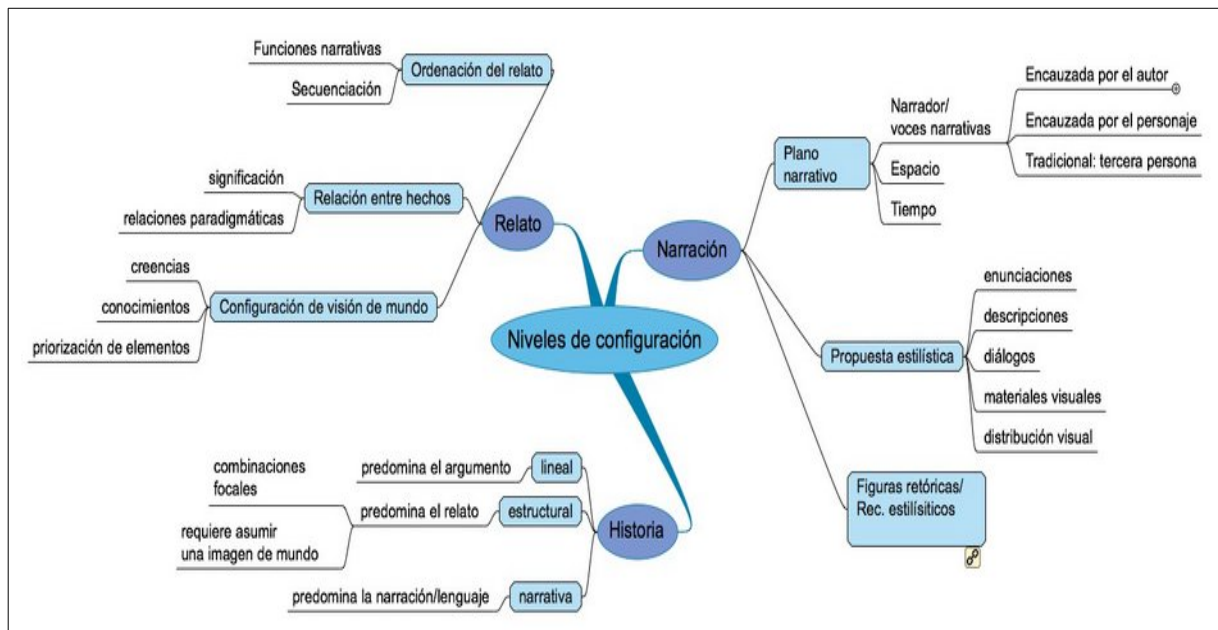 Niveles de configuración
Relato
Ordenación del relato
Funciones narrativas
Secuenciación
Relación entre hechos
significación
relaciones paradigmáticas
Configuración de visión de mundo
creencias
conocimientos
priorización de elementos
Narración
Plano
narrativo
Narrador/
voces narrativas
Encauzada por el autor
Encauzada por el personaje
Tradicional: tercera persona
Espacio
Tiempo
Propuesta estilística
enunciaciones
descripciones
diálogos
materiales visuales
distribución visual
Figuras retóricas/
Rec. estilísiticos
Historia
lineal
predomina el argumento
estructural
predomina el relato
combinaciones
focales
requiere asumir
una imagen de mundo
narrativa
predomina la narración/lenguaje